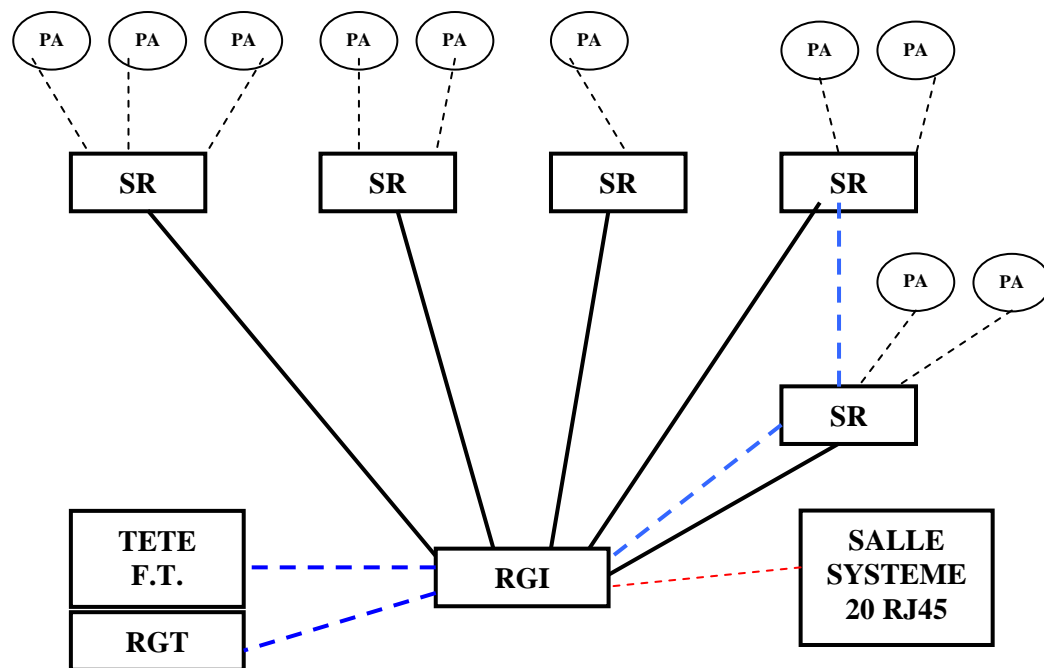 PA PA PA PA PA PA PA PA
SR SR SR SR
PA PA
SR
TETE
F.T.
RGI
SALLE
SYSTEME
20 RJ45
RGT